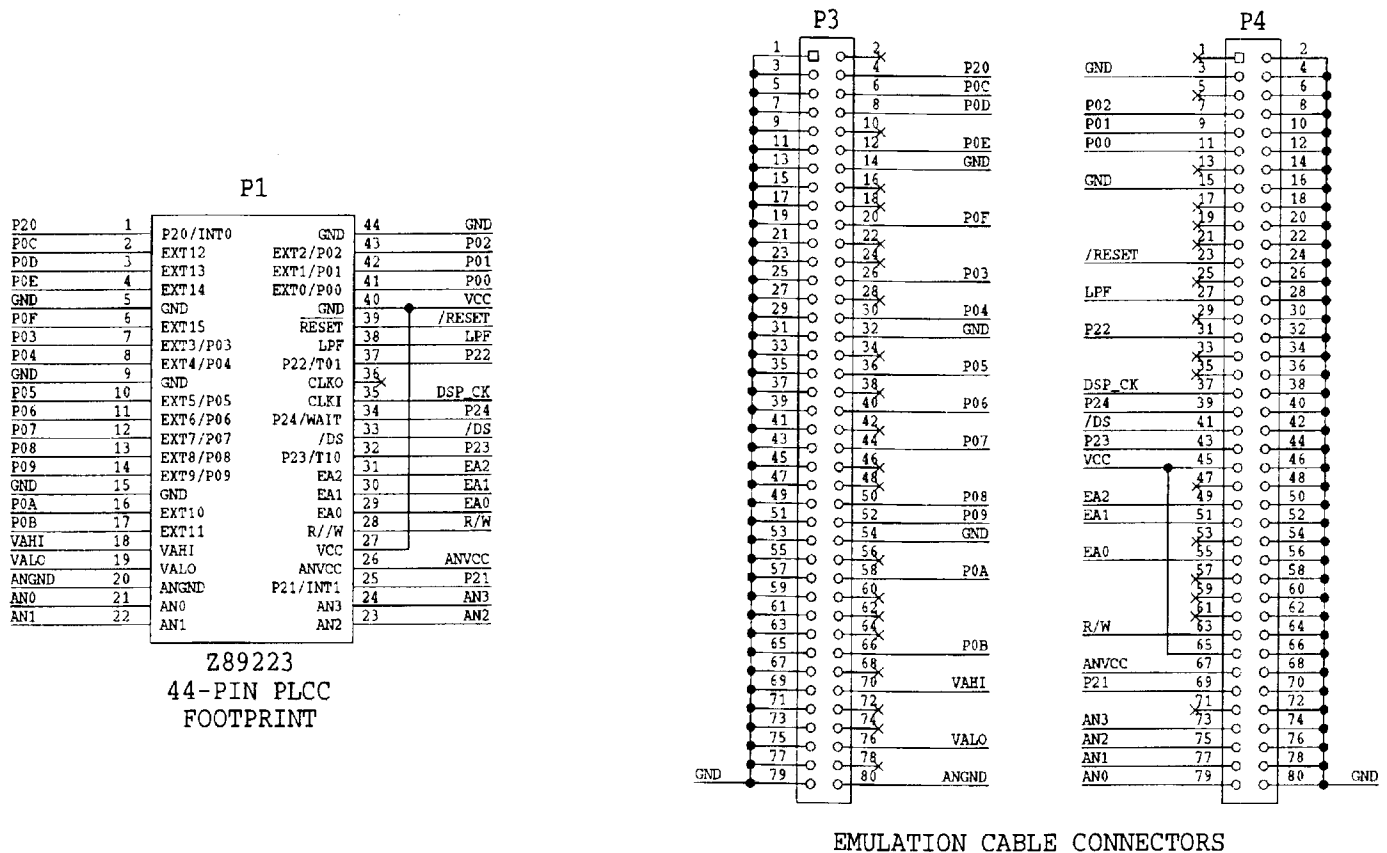 P1
P20 1 P20/INT0 GND 44 GND
P0C 2 EXT12 EXT2/P02 43 P02
P0D 3 EXT13 EXT1/P01 42 P01
P0E 4 EXT14 EXT0/P00 41 P00
GND 5 GND GND 40 VCC
P0F 6 EXT15 RESET 39 /RESET
P03 7 EXT3/P03 LPF 38 LPF
P04 8 EXT4/P04 P22/T01 37 P22
GND 9 GND CLKO 36
P05 10 EXT5/P05 CLKI 35 DSP_CK
P06 11 EXT6/P06 P24/WAIT 34 P24
P07 12 EXT7/P07 /DS 33 /DS
P08 13 EXT8/P08 P23/T10 32 P23
P09 14 EXT9/P09 EA2 31 EA2
GND 15 GND EA1 30 EA1
P0A 16 EXT10 EA0 29 EA0
P0B 17 EXT11 R//W 28 R/W
VAHI 18 VAHI VCC 27
VALO 19 VALO ANVCC 26 ANVCC
ANGND 20 ANGND P21/INT1 25 P21
AN0 21 AN0 AN3 24 AN3
AN1 22 AN1 AN2 23 AN2
Z89223
44-PIN PLCC
FOOTPRINT
P3
1 2
3 4 P20
5 6 P0C
7 8 P0D
9 10
11 12 P0E
13 14 GND
15 16
17 18
19 20 P0F
21 22
23 24
25 26 P03
27 28
29 30 P04
31 32 GND
33 34
35 36 P05
37 38
39 40 P06
41 42
43 44 P07
45 46
47 48
49 50 P08
51 52 P09
53 54 GND
55 56
57 58 P0A
59 60
61 62
63 64
65 66 P0B
67 68
69 70 VAHI
71 72
73 74
75 76 VALO
77 78
GND 79 80 ANGND
P4
1 2
GND 3 4
5 6
P02 7 8
P01 9 10
P00 11 12
13 14
GND 15 16
17 18
19 20
21 22
/RESET 23 24
25 26
LPF 27 28
29 30
P22 31 32
33 34
35 36
DSP_CK 37 38
P24 39 40
/DS 41 42
P23 43 44
VCC 45 46
47 48
EA2 49 50
EA1 51 52
53 54
EA0 55 56
57 58
59 60
61 62
R/W 63 64
65 66
ANVCC 67 68
P21 69 70
71 72
AN3 73 74
AN2 75 76
AN1 77 78
AN0 79 80 GND
EMULATION CABLE CONNECTORS